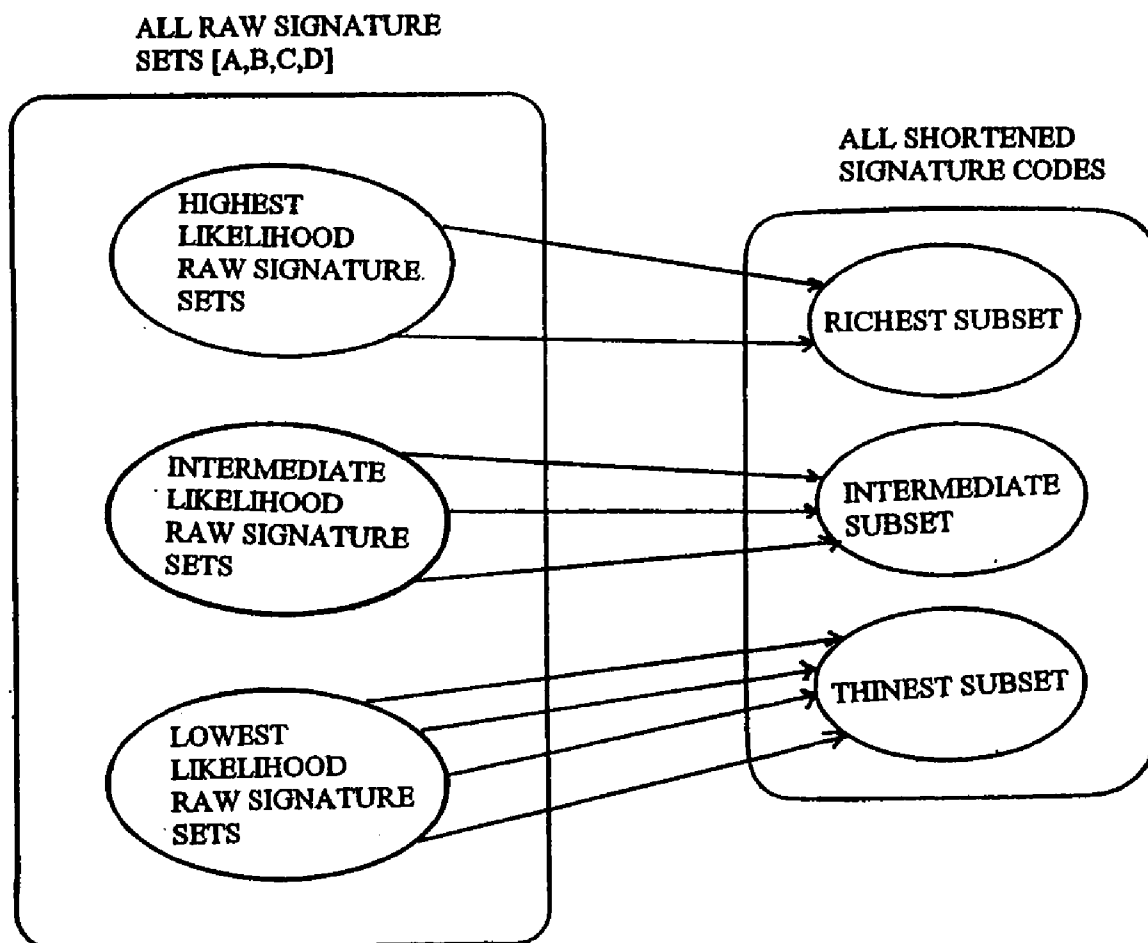 ALL RAW SIGNATURE
SETS [A,B,C,D]
HIGHEST
LIKELIHOOD
RAW SIGNATURE
SETS
INTERMEDIATE
LIKELIHOOD
RAW SIGNATURE
SETS
LOWEST
LIKELIHOOD
RAW SIGNATURE
SETS
ALL SHORTENED
SIGNATURE CODES
RICHEST SUBSET
INTERMEDIATE
SUBSET
THINEST SUBSET